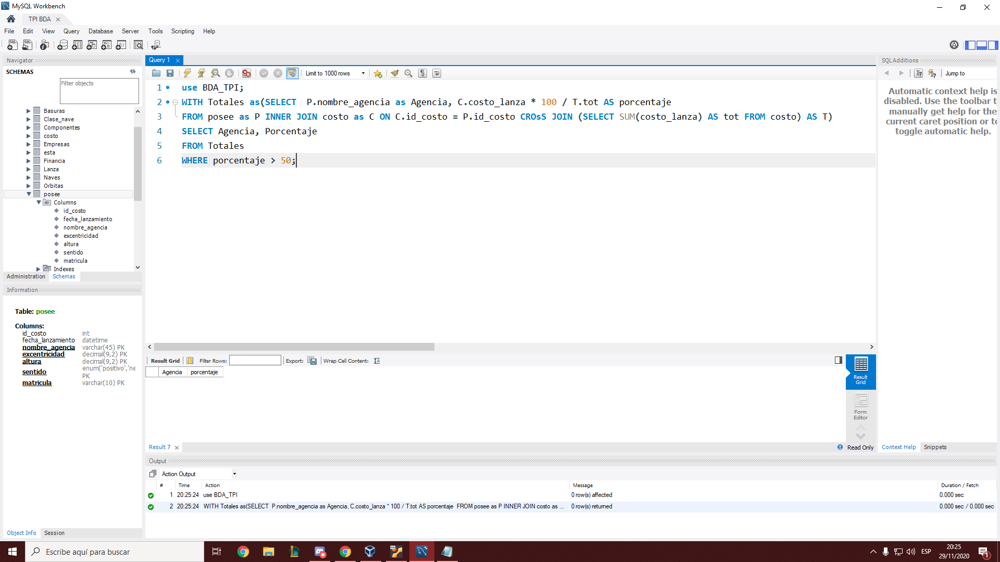 MySQL Workbench
TPI BDA
File Edit View Query Database Server Tools Scripting Help
Navigator
SCHEMAS
Filter objects
Basuras
Clase_nave
Componentes
costo
Empresas
esta
Financia
Lanza
Naves
Orbitas
posee
Columns
id_costo
fecha_lanzamiento
nombre_agencia
excentricidad
altura
sentido
matricula
Indexes
Administration Schemas
Information
Table: posee
Columns:
id_costo int
fecha_lanzamiento datetime
nombre_agencia varchar(45) PK
excentricidad decimal(9,2) PK
altura decimal(9,2) PK
sentido enum('positivo','ne
PK
matricula varchar(10) PK
Object Info Session
Query 1
Limit to 1000 rows
1 use BDA_TPI;
2 WITH Totales as(SELECT  P.nombre_agencia as Agencia, C.costo_lanza * 100 / T.tot AS porcentaje
3 FROM posee as P INNER JOIN costo as C ON C.id_costo = P.id_costo CROsS JOIN (SELECT SUM(costo_lanza) AS tot FROM costo) AS T)
4 SELECT Agencia, Porcentaje
5 FROM Totales
6 WHERE porcentaje > 50;
Result Grid Filter Rows: Export: Wrap Cell Content:
Agencia porcentaje
Result
Grid
Form
Editor
Result 7
Read Only
SQLAdditions
Jump to
Automatic context help is
disabled. Use the toolbar t
manually get help for the
current caret position or to
toggle automatic help.
Context Help Snippets
Output
Action Output
# Time Action Message Duration / Fetch
1 20:25:24 use BDA_TPI 0 row(s) affected 0.000 sec
2 20:25:24 WITH Totales as(SELECT  P.nombre_agencia as Agencia, C.costo_lanza * 100 / T.tot AS porcentaje  FROM posee as P INNER JOIN costo as ... 0 row(s) returned 0.000 sec / 0.000 sec
Escribe aquí para buscar
ESP
20:25
29/11/2020
1